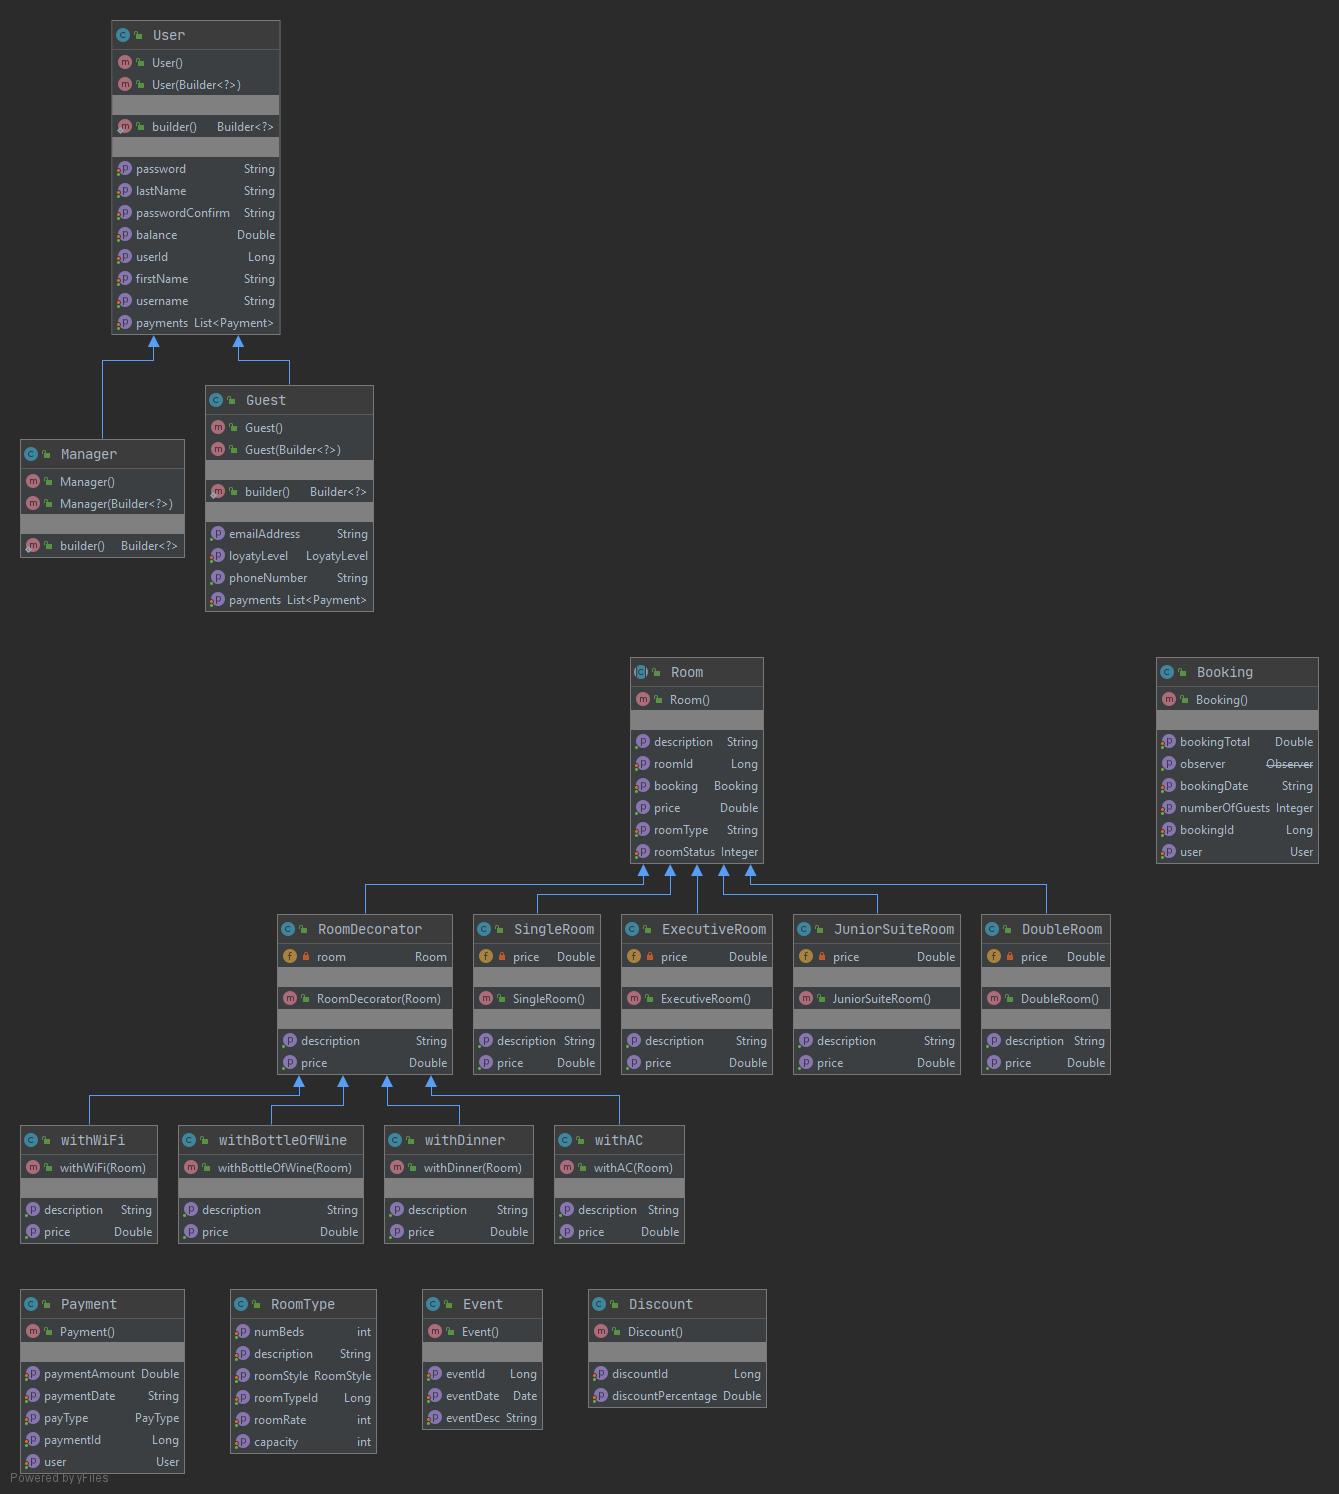 User
User()
User(Builder<?>)
builder() Builder<?>
password String
lastName String
passwordConfirm String
balance Double
userId Long
firstName String
username String
payments List<Payment>
Manager
Manager()
Manager(Builder<?>)
builder() Builder<?>
Guest
Guest()
Guest(Builder<?>)
builder() Builder<?>
emailAddress String
loyatyLevel LoyatyLevel
phoneNumber String
payments List<Payment>
Room
Room()
description String
roomId Long
booking Booking
price Double
roomType String
roomStatus Integer
Booking
Booking()
bookingTotal Double
observer Observer
bookingDate String
numberOfGuests Integer
bookingId Long
user User
RoomDecorator
room Room
RoomDecorator(Room)
description String
price Double
SingleRoom
price Double
SingleRoom()
description String
price Double
ExecutiveRoom
price Double
ExecutiveRoom()
description String
price Double
JuniorSuiteRoom
price Double
JuniorSuiteRoom()
description String
price Double
DoubleRoom
price Double
DoubleRoom()
description String
price Double
withWiFi
withWiFi(Room)
description String
price Double
withBottleOfWine
withBottleOfWine(Room)
description String
price Double
withDinner
withDinner(Room)
description String
price Double
withAC
withAC(Room)
description String
price Double
Payment
Payment()
paymentAmount Double
paymentDate String
payType PayType
paymentId Long
user User
RoomType
numBeds int
description String
roomStyle RoomStyle
roomTypeId Long
roomRate int
capacity int
Event
Event()
eventId Long
eventDate Date
eventDesc String
Discount
Discount()
discountId Long
discountPercentage Double
Powered by yFiles